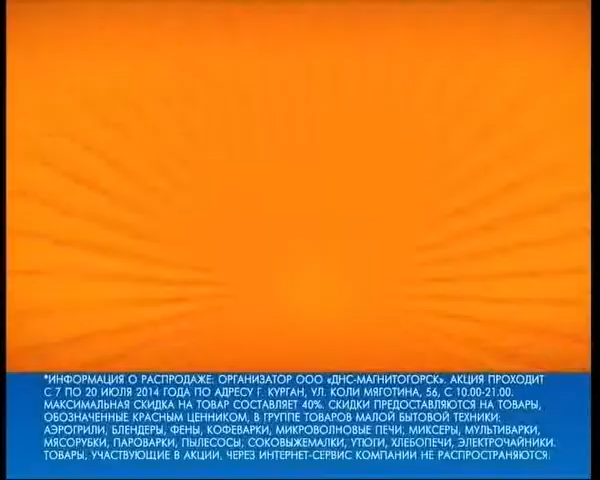 *ИНФОРМАЦИЯ О РАСПРОДАЖЕ: ОРГАНИЗАТОР ООО «ДНС-МАГНИТОГОРСК». АКЦИЯ ПРОХОДИТ
С 7 ПО 20 ИЮЛЯ 2014 ГОДА ПО АДРЕСУ Г. КУРГАН, УЛ. КОЛИ МЯГОТИНА, 56, С 10.00-21.00.
МАКСИМАЛЬНАЯ СКИДКА НА ТОВАР СОСТАВЛЯЕТ 40%. СКИДКИ ПРЕДОСТАВЛЯЮТСЯ НА ТОВАРЫ,
ОБОЗНАЧЕННЫЕ КРАСНЫМ ЦЕННИКОМ, В ГРУППЕ ТОВАРОВ МАЛОЙ БЫТОВОЙ ТЕХНИКИ:
АЭРОГРИЛИ, БЛЕНДЕРЫ, ФЕНЫ, КОФЕВАРКИ, МИКРОВОЛНОВЫЕ ПЕЧИ, МИКСЕРЫ, МУЛЬТИВАРКИ,
МЯСОРУБКИ, ПАРОВАРКИ, ПЫЛЕСОСЫ, СОКОВЫЖЕМАЛКИ, УТЮГИ, ХЛЕБОПЕЧИ, ЭЛЕКТРОЧАЙНИКИ.
ТОВАРЫ, УЧАСТВУЮЩИЕ В АКЦИИ, ЧЕРЕЗ ИНТЕРНЕТ-СЕРВИС КОМПАНИИ НЕ РАСПРОСТРАНЯЮТСЯ.